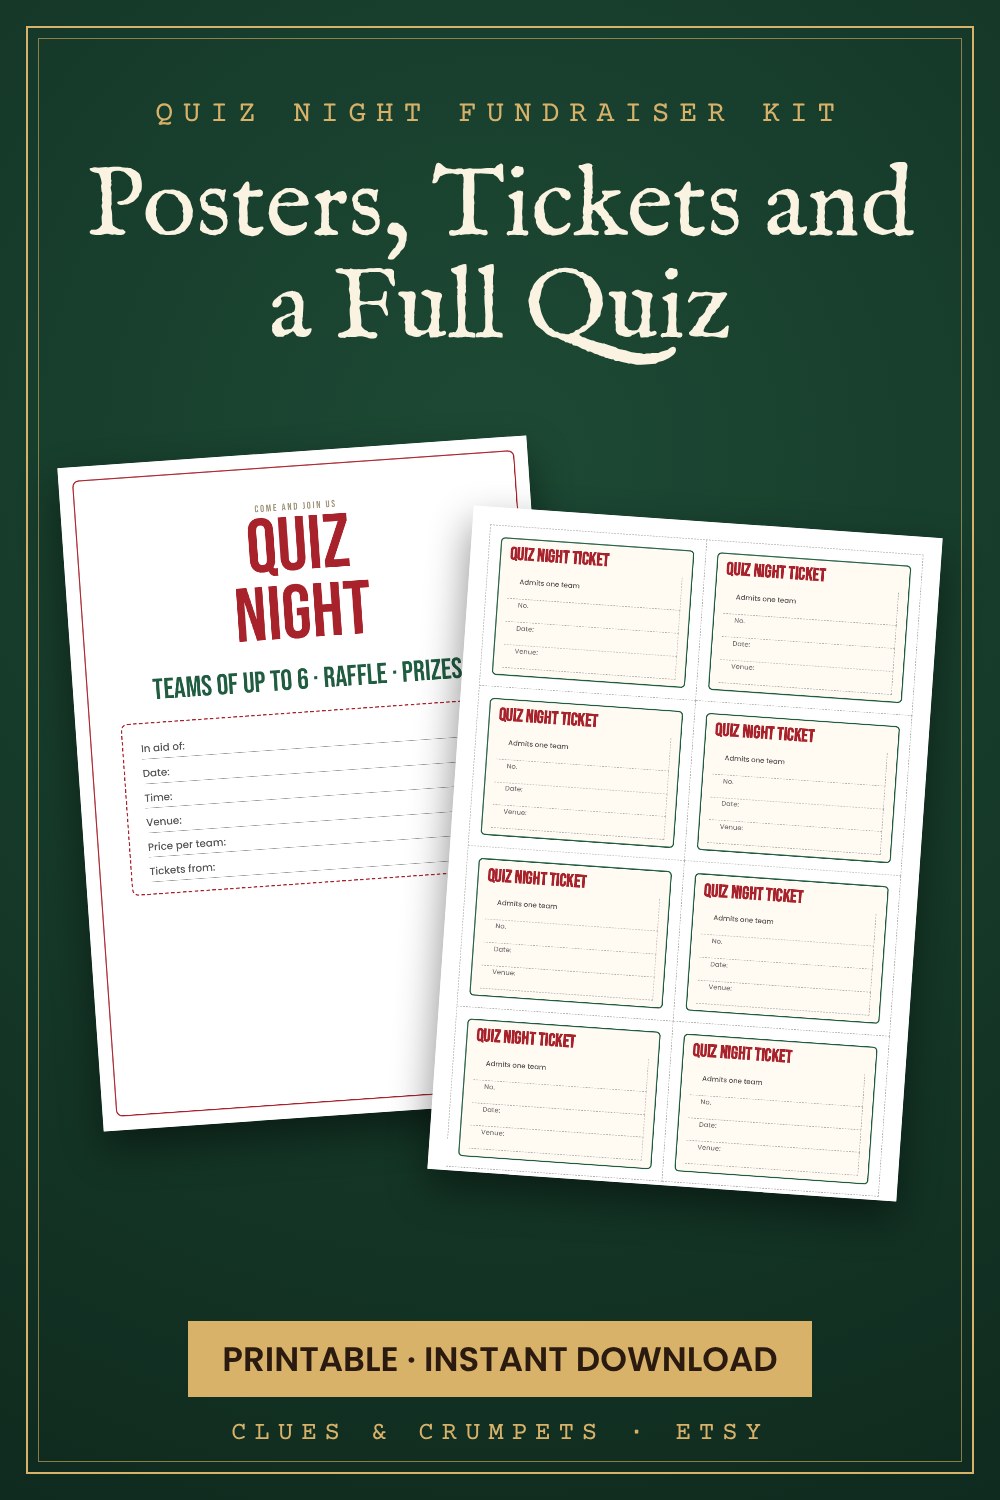 QUIZ NIGHT FUNDRAISER KIT
Posters, Tickets and
a Full Quiz
COME AND JOIN US
QUIZ
NIGHT
TEAMS OF UP TO 6 · RAFFLE · PRIZES
In aid of:
Date:
Time:
Venue:
Price per team:
Tickets from:
QUIZ NIGHT TICKET
Admits one team
No.
Date:
Venue:
QUIZ NIGHT TICKET
Admits one team
No.
Date:
Venue:
QUIZ NIGHT TICKET
Admits one team
No.
Date:
Venue:
QUIZ NIGHT TICKET
Admits one team
No.
Date:
Venue:
QUIZ NIGHT TICKET
Admits one team
No.
Date:
Venue:
QUIZ NIGHT TICKET
Admits one team
No.
Date:
Venue:
QUIZ NIGHT TICKET
Admits one team
No.
Date:
Venue:
QUIZ NIGHT TICKET
Admits one team
No.
Date:
Venue:
PRINTABLE · INSTANT DOWNLOAD
CLUES & CRUMPETS · ETSY